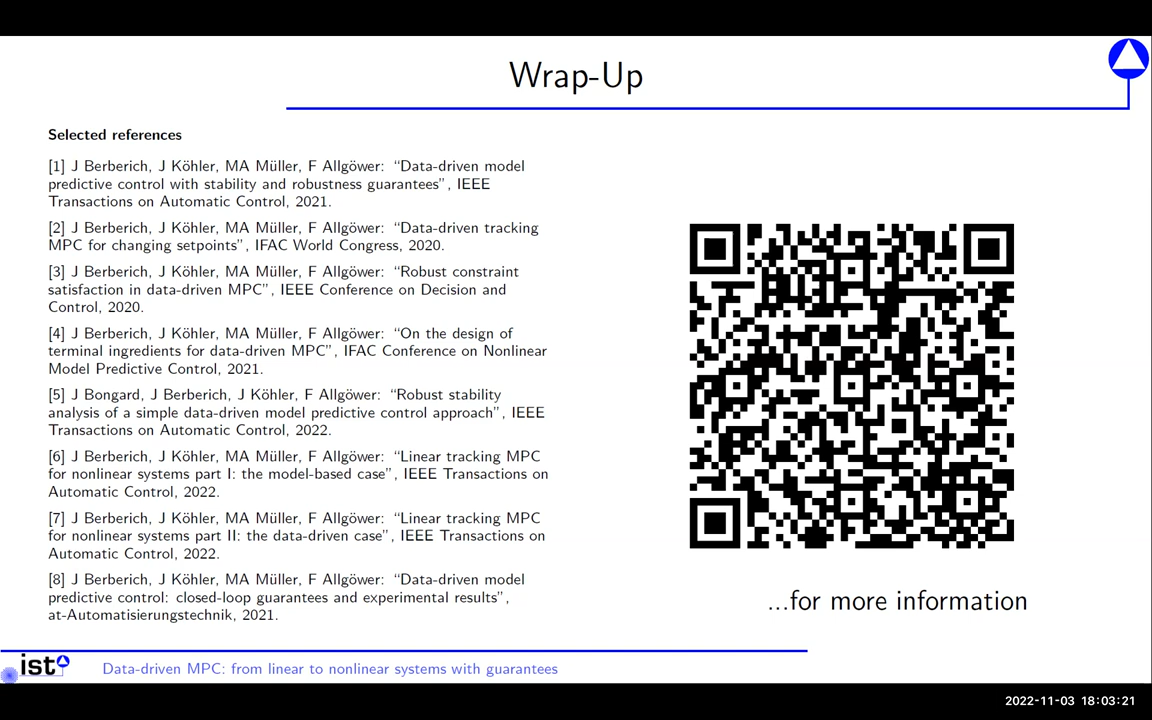 Wrap-Up
Selected references
[1] J Berberich, J Köhler, MA Müller, F Allgöwer: “Data-driven model
predictive control with stability and robustness guarantees”, IEEE
Transactions on Automatic Control, 2021.
[2] J Berberich, J Köhler, MA Müller, F Allgöwer: “Data-driven tracking
MPC for changing setpoints”, IFAC World Congress, 2020.
[3] J Berberich, J Köhler, MA Müller, F Allgöwer: “Robust constraint
satisfaction in data-driven MPC”, IEEE Conference on Decision and
Control, 2020.
[4] J Berberich, J Köhler, MA Müller, F Allgöwer: “On the design of
terminal ingredients for data-driven MPC”, IFAC Conference on Nonlinear
Model Predictive Control, 2021.
[5] J Bongard, J Berberich, J Köhler, F Allgöwer: “Robust stability
analysis of a simple data-driven model predictive control approach”, IEEE
Transactions on Automatic Control, 2022.
[6] J Berberich, J Köhler, MA Müller, F Allgöwer: “Linear tracking MPC
for nonlinear systems part I: the model-based case”, IEEE Transactions on
Automatic Control, 2022.
[7] J Berberich, J Köhler, MA Müller, F Allgöwer: “Linear tracking MPC
for nonlinear systems part II: the data-driven case”, IEEE Transactions on
Automatic Control, 2022.
[8] J Berberich, J Köhler, MA Müller, F Allgöwer: “Data-driven model
predictive control: closed-loop guarantees and experimental results”,
at-Automatisierungstechnik, 2021.
...for more information
ist
Data-driven MPC: from linear to nonlinear systems with guarantees
2022-11-03 18:03:21